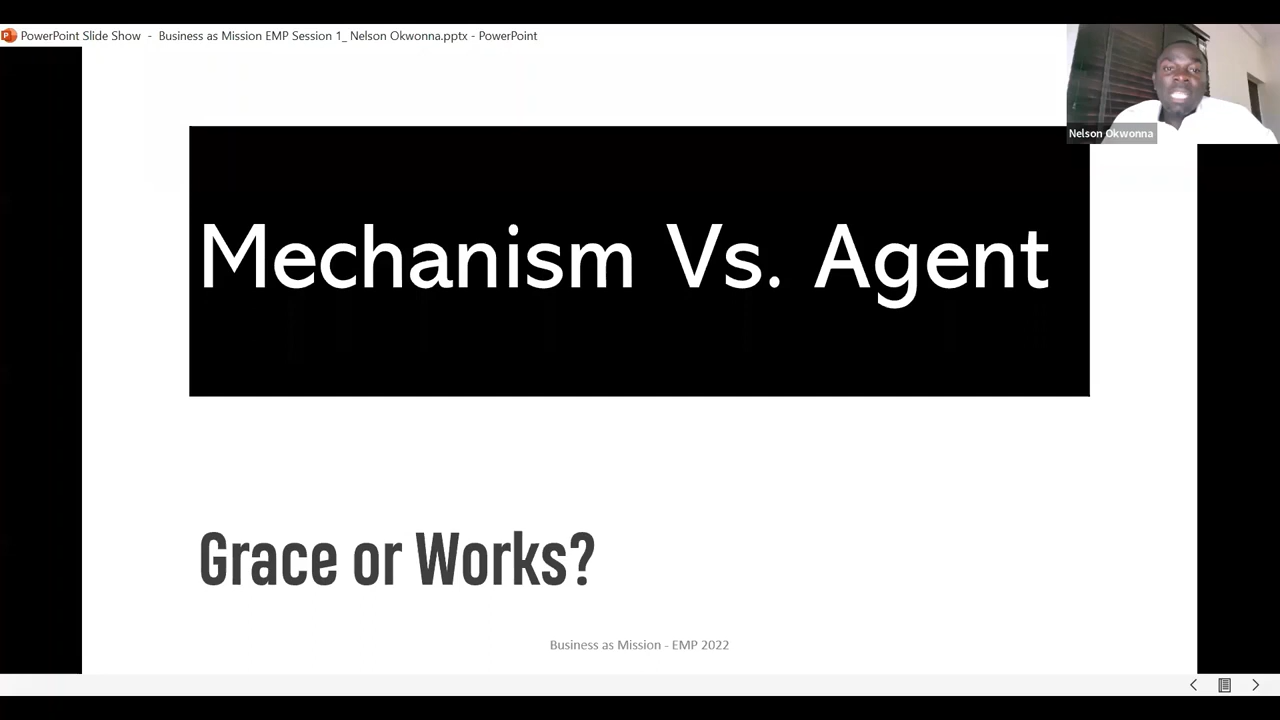 PowerPoint Slide Show - Business as Mission EMP Session 1_ Nelson Okwonna.pptx - PowerPoint
Nelson Okwonna
Mechanism Vs. Agent
Grace or Works?
Business as Mission - EMP 2022